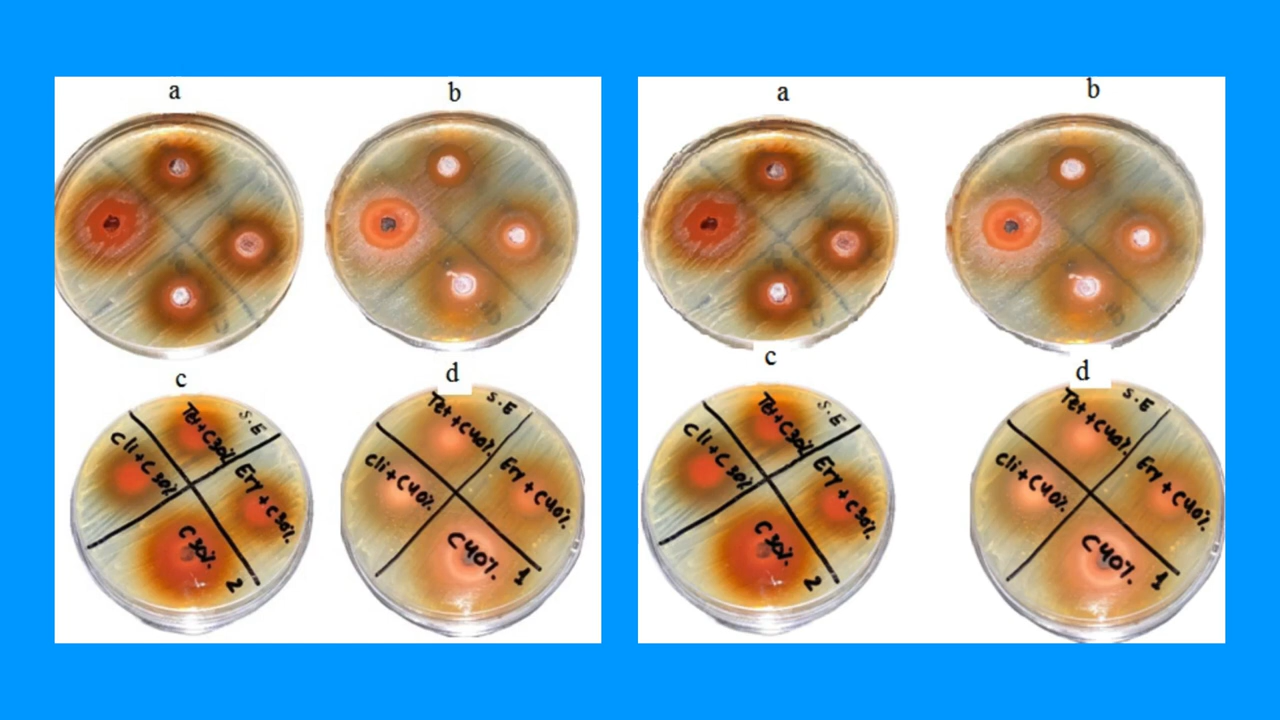 a
b
c
d
S.E
Tet+C30%
Cli+C30%
Ery+C30%
C30%
2
S.E
Tet+C40%
Cli+C40%
Ery+C40%
C40%
1
a
b
c
d
S.E
Tet+C30%
Cli+C30%
Ery+C30%
C30%
2
S.E
Tet+C40%
Cli+C40%
Ery+C40%
C40%
1